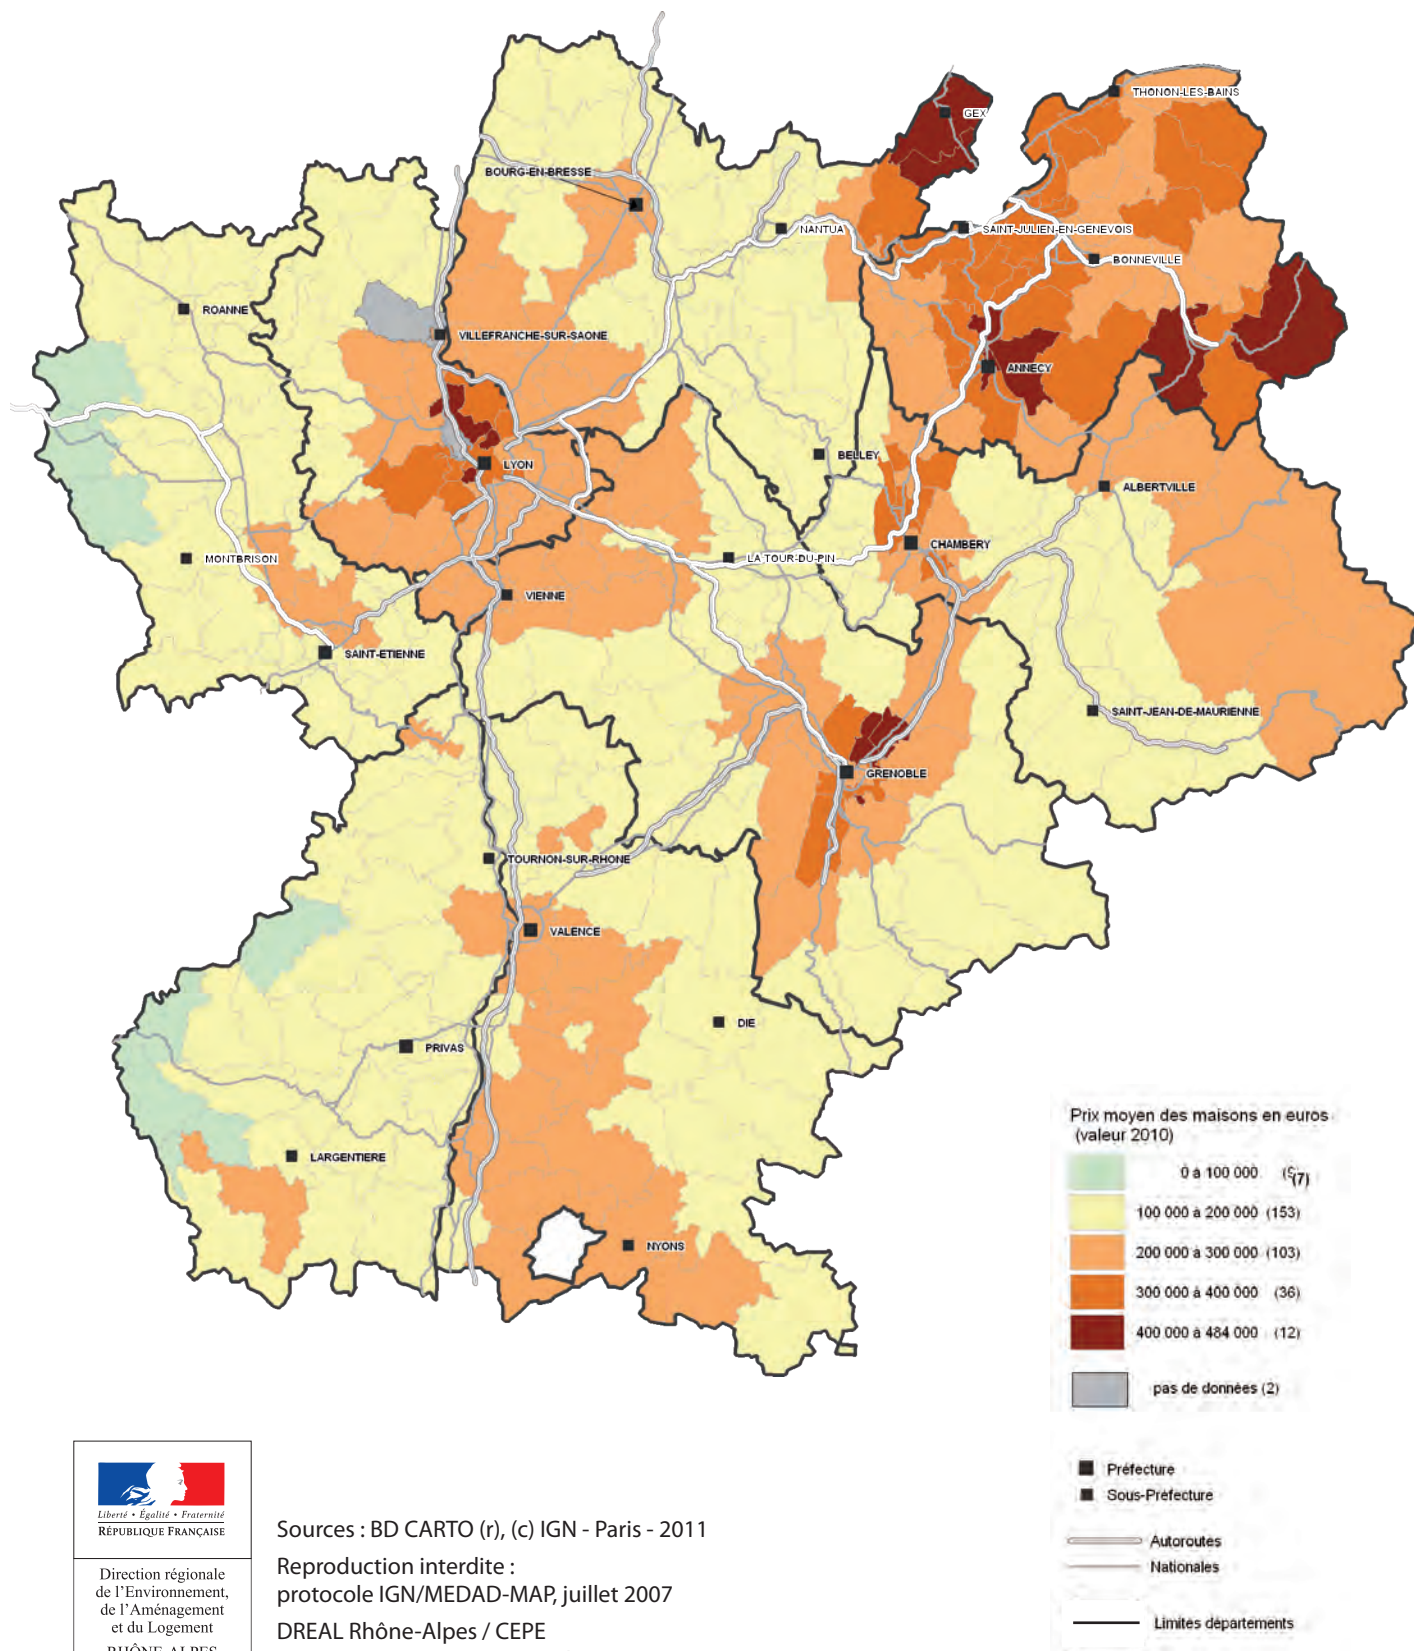 THONON-LES-BAINS
GEX
BOURG-EN-BRESSE
NANTUA
SAINT-JULIEN-EN-GENEVOIS
BONNEVILLE
ROANNE
VILLEFRANCHE-SUR-SAONE
ANNECY
BELLEY
LYON
ALBERTVILLE
CHAMBERY
MONTBRISON
LA TOUR-DU-PIN
VIENNE
SAINT-ETIENNE
SAINT-JEAN-DE-MAURIENNE
GRENOBLE
TOURNON-SUR-RHONE
VALENCE
DIE
PRIVAS
LARGENTIERE
NYONS
Prix moyen des maisons en euros
(valeur 2010)
0 à 100 000 (7)
100 000 à 200 000 (153)
200 000 à 300 000 (103)
300 000 à 400 000 (36)
400 000 à 484 000 (12)
pas de données (2)
Préfecture
Sous-Préfecture
Autoroutes
Nationales
Limites départements
Liberté • Égalité • Fraternité
RÉPUBLIQUE FRANÇAISE
Direction régionale
de l'Environnement,
de l'Aménagement
et du Logement
RHÔNE-ALPES
Sources : BD CARTO (r), (c) IGN - Paris - 2011
Reproduction interdite :
protocole IGN/MEDAD-MAP, juillet 2007
DREAL Rhône-Alpes / CEPE